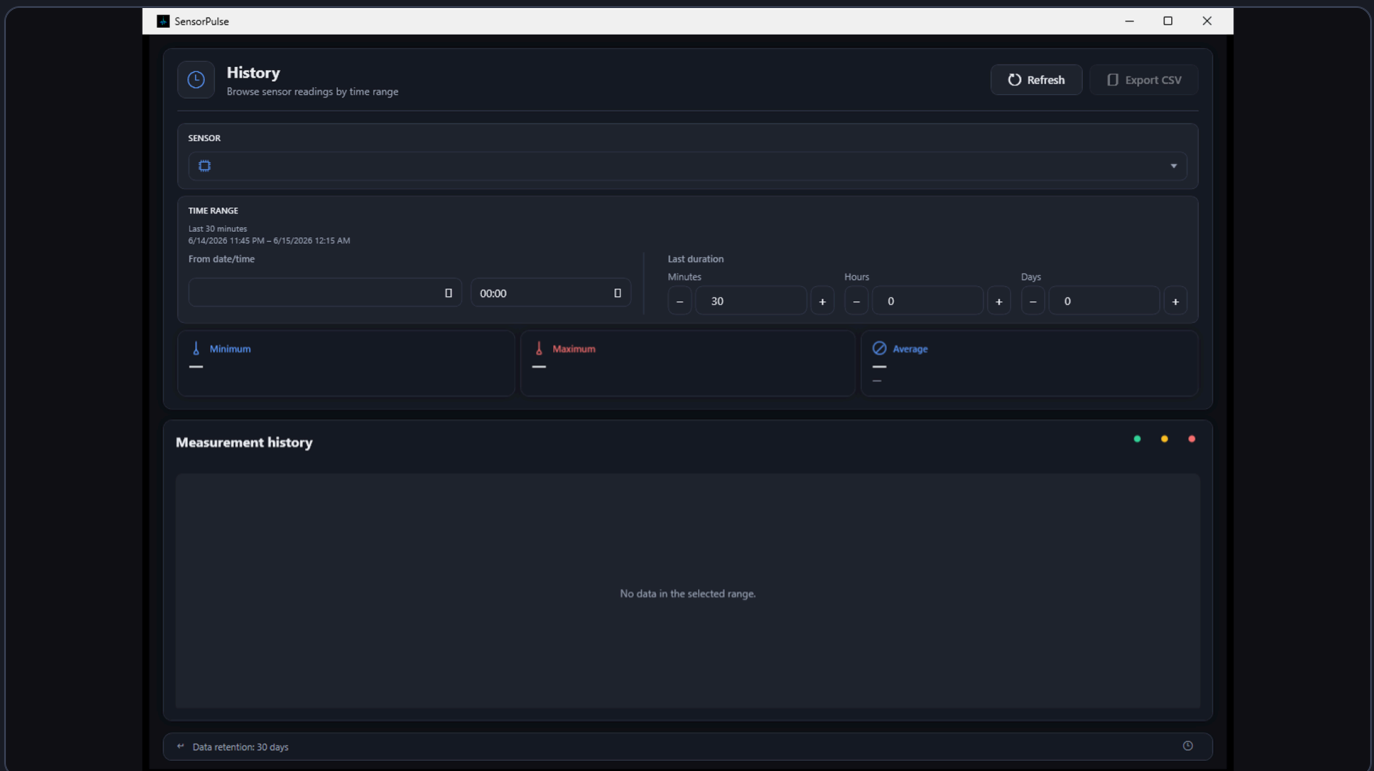 SensorPulse
History
Browse sensor readings by time range
Refresh
Export CSV
SENSOR
TIME RANGE
Last 30 minutes
6/14/2026 11:45 PM – 6/15/2026 12:15 AM
From date/time
00:00
Last duration
Minutes
Hours
Days
– 30 +
– 0 +
– 0 +
Minimum
—
Maximum
—
Average
—
—
Measurement history
No data in the selected range.
Data retention: 30 days